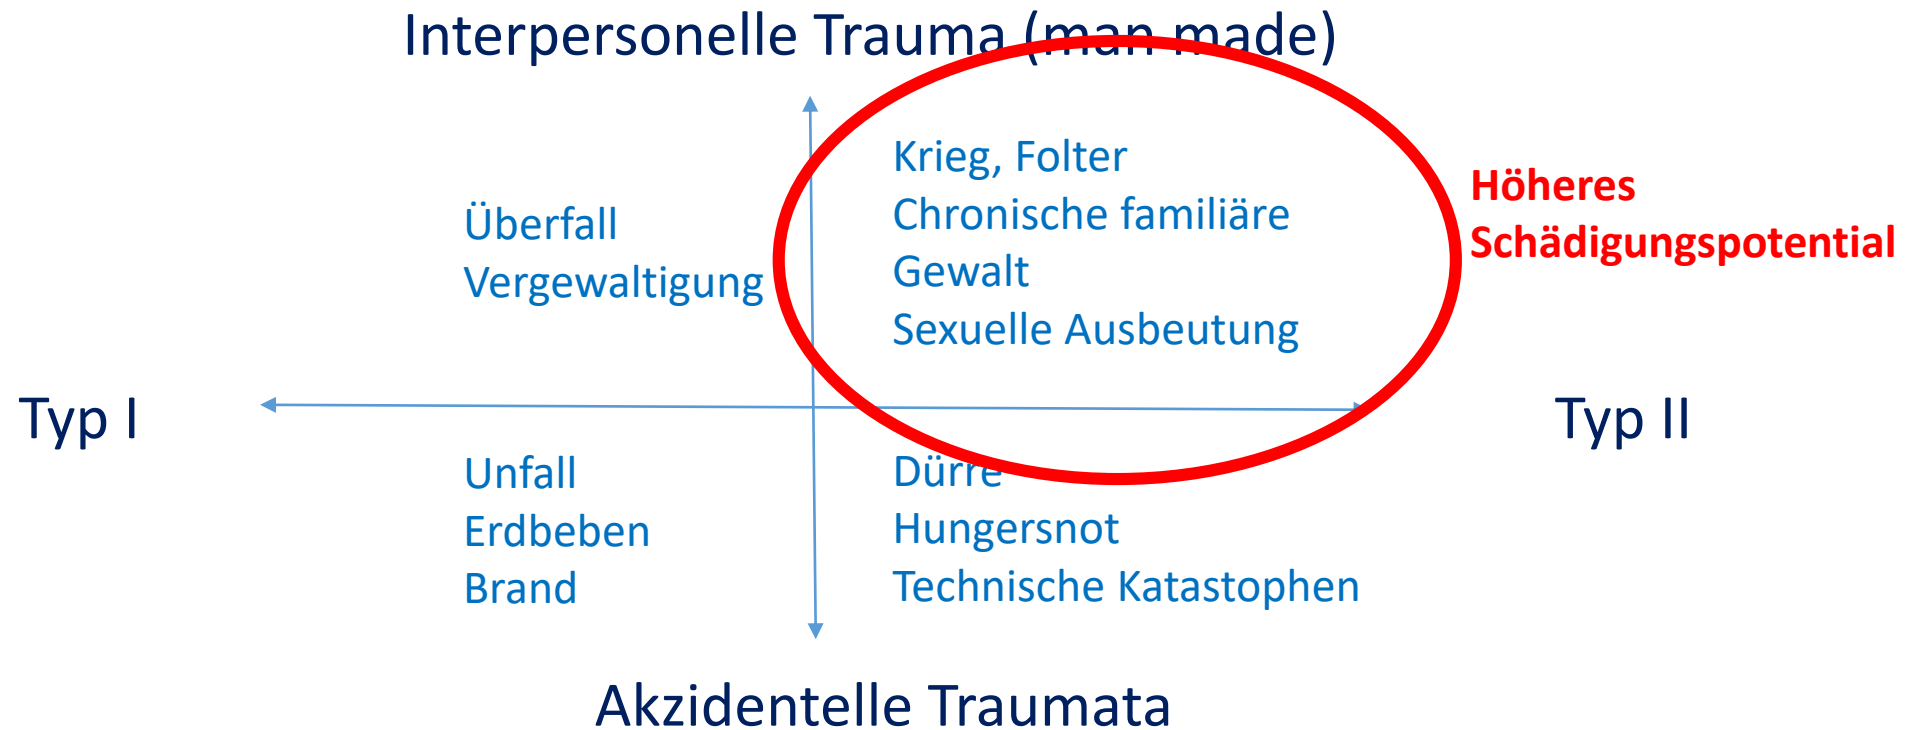 Interpersonelle Trauma (man made)
Überfall
Vergewaltigung
Krieg, Folter
Chronische familiäre
Gewalt
Sexuelle Ausbeutung
Höheres
Schädigungspotential
Typ I
Typ II
Unfall
Erdbeben
Brand
Dürre
Hungersnot
Technische Katastophen
Akzidentelle Traumata